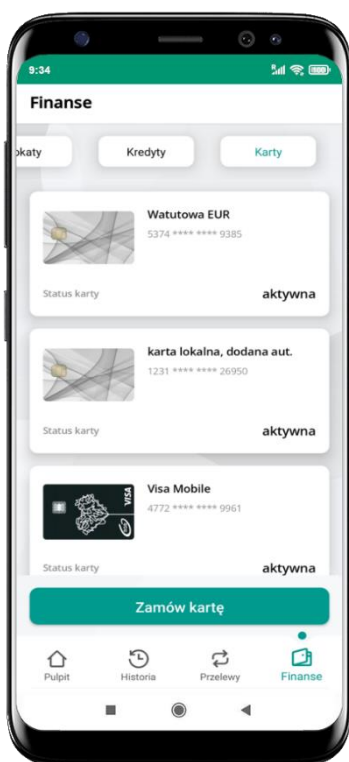 9:34
Finanse
okaty
Kredyty
Karty
Watutowa EUR
5374 **** **** 9385
Status karty
aktywna
karta lokalna, dodana aut.
1231 **** **** 26950
Status karty
aktywna
VISA
Visa Mobile
4772 **** **** 9961
Status karty
aktywna
Zamów kartę
Pulpit
Historia
Przelewy
Finanse